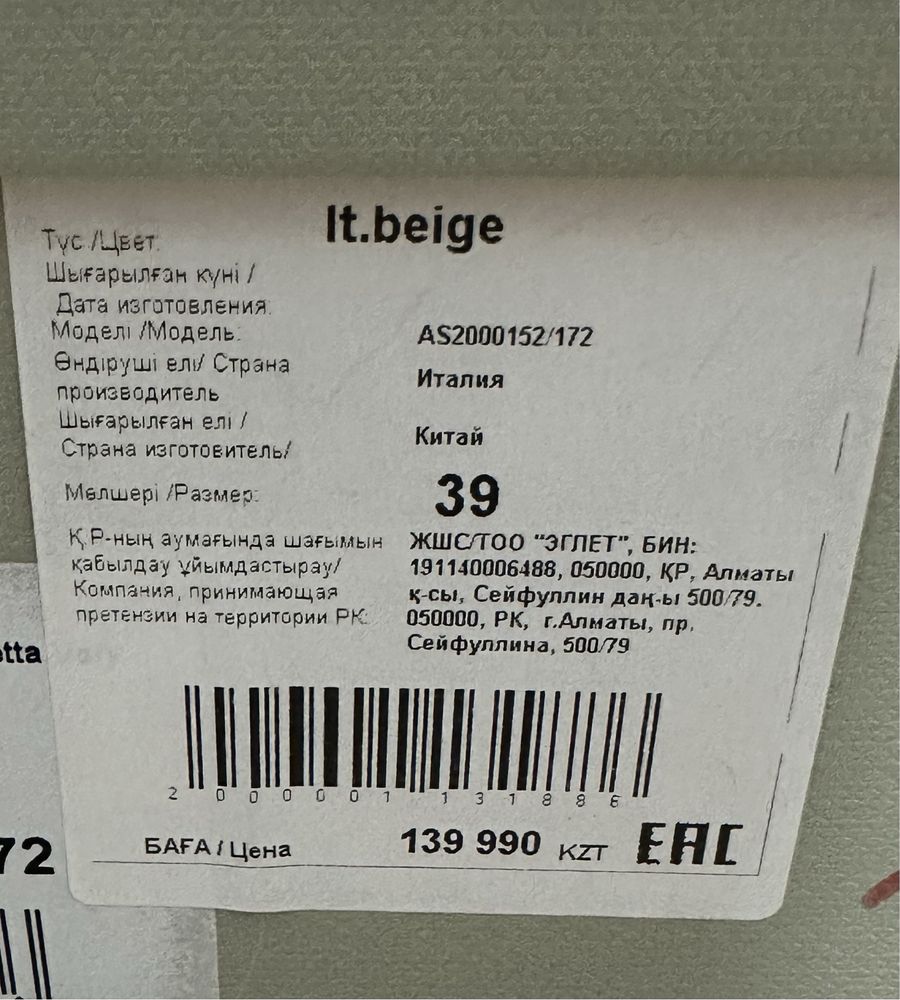 lt.beige
Түс /Цвет:
Шығарылған күні /
Дата изготовления:
Моделі /Модель: AS2000152/172
Өндіруші елі/ Страна
производитель Италия
Шығарылған елі /
Страна изготовитель/ Китай
Мөлшері /Размер: 39
Қ.Р-ның аумағында шағымын
қабылдау ұйымдастырау/
Компания, принимающая
претензии на территории РК:
ЖШС/ТОО "ЭГЛЕТ", БИН:
191140006488, 050000, ҚР, Алматы
қ-сы, Сейфуллин даң-ы 500/79.
050000, РК, г.Алматы, пр.
Сейфуллина, 500/79
2 000001 131886
БАҒА / Цена 139 990 KZT EAC
etta
72